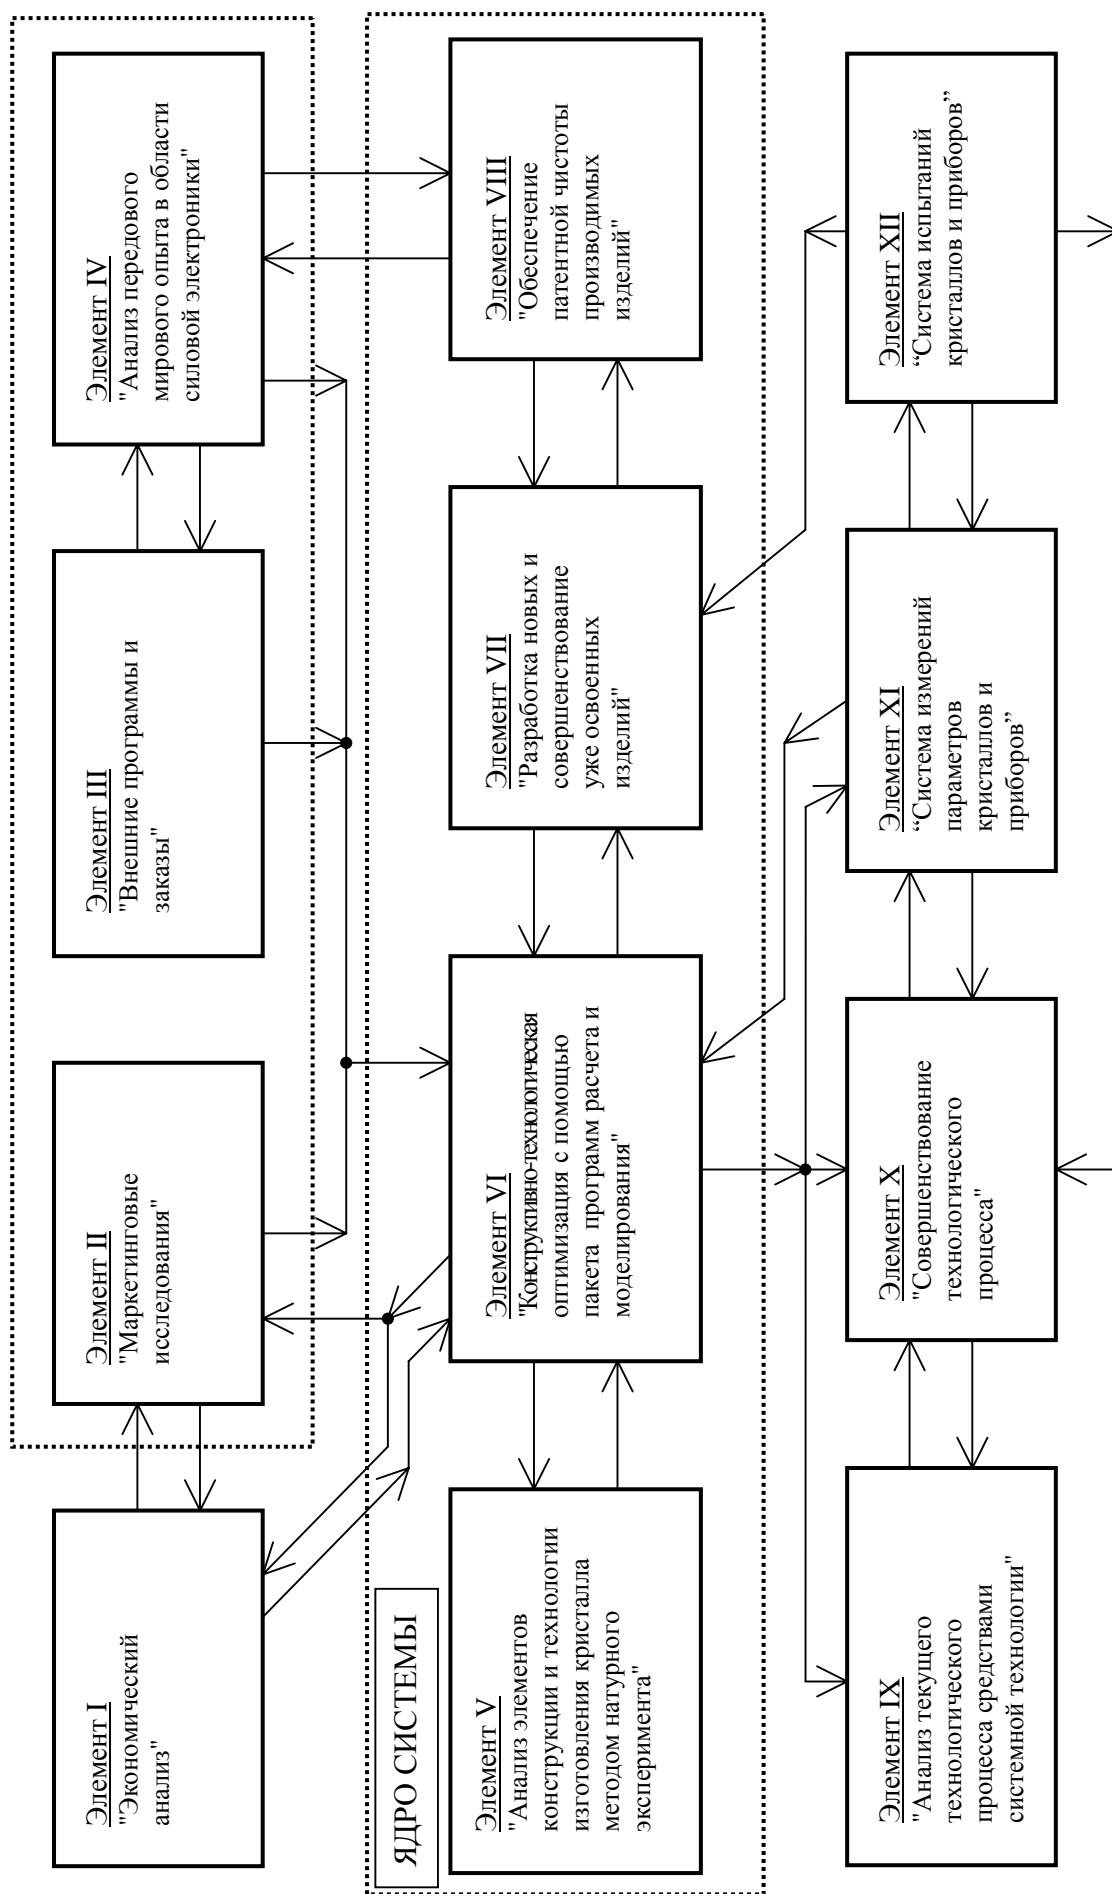 Элемент I
"Экономический
анализ"
Элемент II
"Маркетинговые
исследования"
Элемент III
"Внешние программы и
заказы"
Элемент IV
"Анализ передового
мирового опыта в области
силовой электроники"
ЯДРО СИСТЕМЫ
Элемент V
"Анализ элементов
конструкции и технологии
изготовления кристалла
методом натурного
эксперимента"
Элемент VI
"Конструктивно-технологическая
оптимизация с помощью
пакета программ расчета и
моделирования"
Элемент VII
"Разработка новых и
совершенствование
уже освоенных
изделий"
Элемент VIII
"Обеспечение
патентной чистоты
производимых
изделий"
Элемент IX
"Анализ текущего
технологического
процесса средствами
системной технологии"
Элемент X
"Совершенствование
технологического
процесса"
Элемент XI
“Система измерений
параметров
кристаллов и
приборов”
Элемент XII
“Система испытаний
кристаллов и приборов”